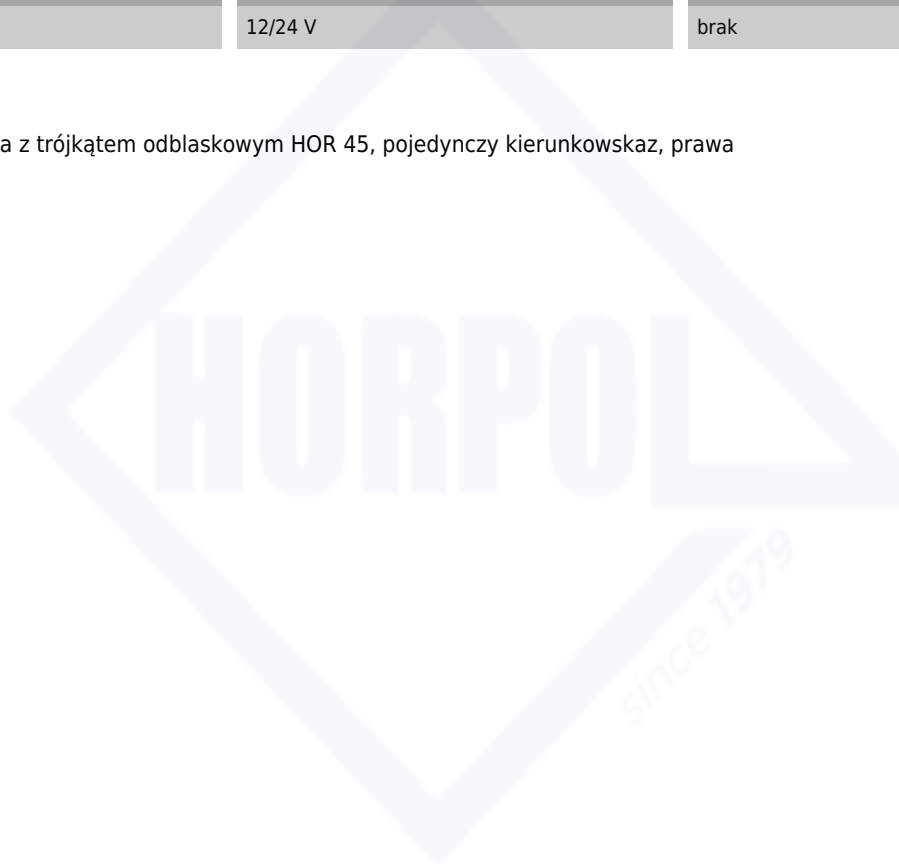 12/24 V
brak
a z trójkątem odblaskowym HOR 45, pojedynczy kierunkowskaz, prawa
HORPOL
since 1979